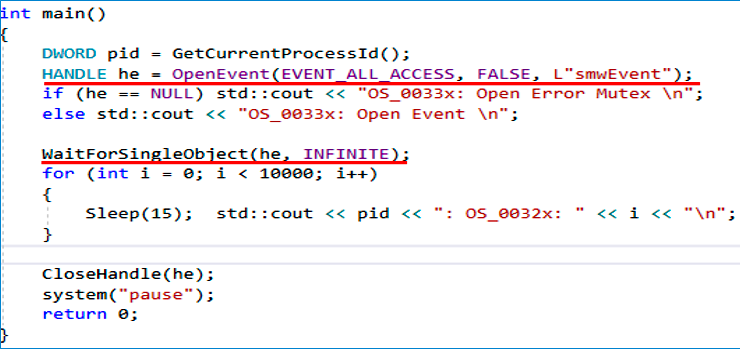 int main()
{
DWORD pid = GetCurrentProcessId();
HANDLE he = OpenEvent(EVENT_ALL_ACCESS, FALSE, L"smwEvent");
if (he == NULL) std::cout << "OS_0033x: Open Error Mutex \n";
else std::cout << "OS_0033x: Open Event \n";
WaitForSingleObject(he, INFINITE);
for (int i = 0; i < 10000; i++)
{
Sleep(15);  std::cout << pid << ": OS_0032x: " << i << "\n";
}
CloseHandle(he);
system("pause");
return 0;
}